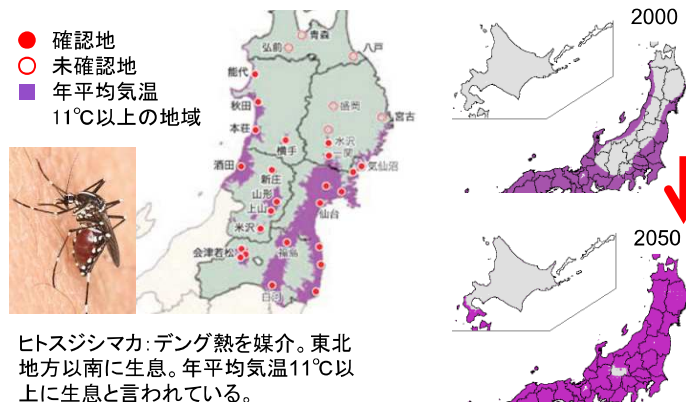 確認地
未確認地
年平均気温
11℃以上の地域
青森
弘前
八戸
能代
秋田
盛岡
宮古
本荘
横手
水沢
一関
気仙沼
酒田
新庄
山形
上山
仙台
米沢
会津若松
福島
白河
2000
2050
ヒトスジシマカ：デング熱を媒介。東北
地方以南に生息。年平均気温11℃以
上に生息と言われている。